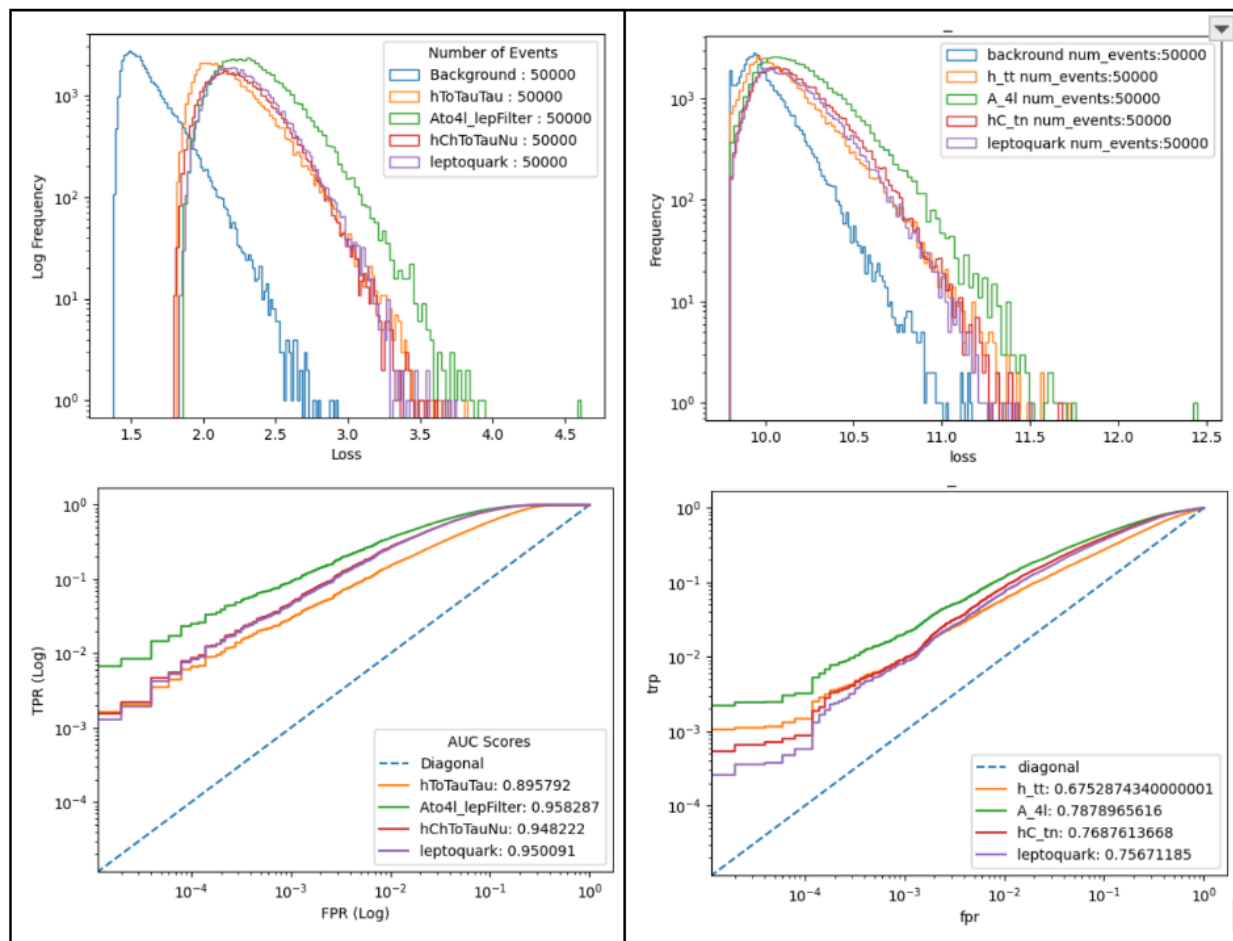 Number of Events
Background : 50000
hToTauTau : 50000
Ato4l_lepFilter : 50000
hChToTauNu : 50000
leptoquark : 50000
10³
10²
10¹
10⁰
Log Frequency
1.5 2.0 2.5 3.0 3.5 4.0 4.5
Loss
_
backround num_events:50000
h_tt num_events:50000
A_4l num_events:50000
hC_tn num_events:50000
leptoquark num_events:50000
10³
10²
10¹
10⁰
Frequency
10.0 10.5 11.0 11.5 12.0 12.5
loss
10⁰
10⁻¹
10⁻²
10⁻³
10⁻⁴
TPR (Log)
AUC Scores
Diagonal
hToTauTau: 0.895792
Ato4l_lepFilter: 0.958287
hChToTauNu: 0.948222
leptoquark: 0.950091
10⁻⁴ 10⁻³ 10⁻² 10⁻¹ 10⁰
FPR (Log)
_
10⁰
10⁻¹
10⁻²
10⁻³
10⁻⁴
trp
diagonal
h_tt: 0.6752874340000001
A_4l: 0.7878965616
hC_tn: 0.7687613668
leptoquark: 0.75671185
10⁻⁴ 10⁻³ 10⁻² 10⁻¹ 10⁰
fpr